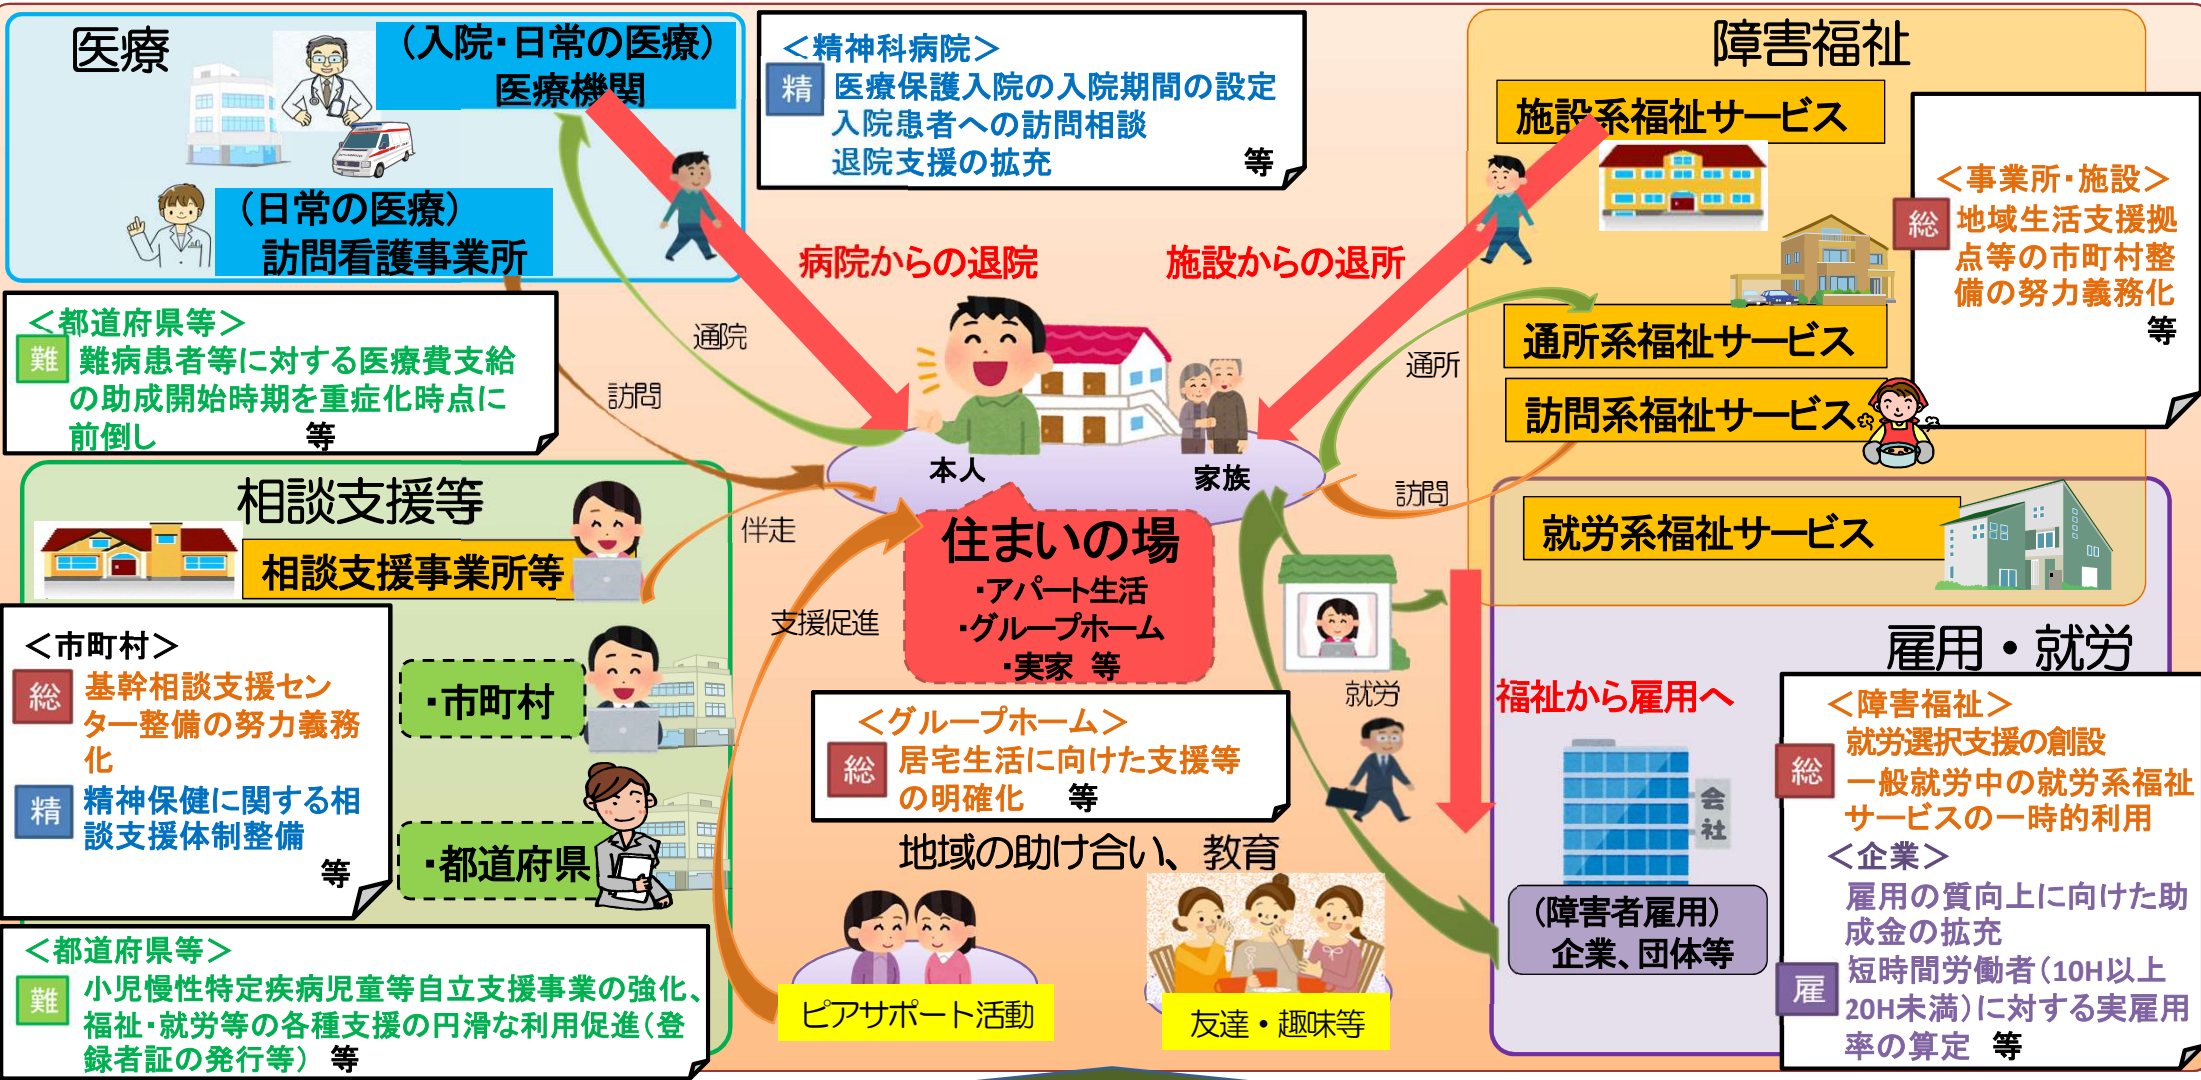 医療
（入院・日常の医療）
医療機関
（日常の医療）
訪問看護事業所
＜精神科病院＞
精
医療保護入院の入院期間の設定
入院患者への訪問相談
退院支援の拡充　等
障害福祉
施設系福祉サービス
＜事業所・施設＞
総
地域生活支援拠
点等の市町村整
備の努力義務化
等
通所系福祉サービス
訪問系福祉サービス
就労系福祉サービス
病院からの退院
施設からの退所
通院
訪問
通所
訪問
＜都道府県等＞
難
難病患者等に対する医療費支給
の助成開始時期を重症化時点に
前倒し　等
本人
家族
住まいの場
・アパート生活
・グループホーム
・実家　等
相談支援等
相談支援事業所等
伴走
支援促進
＜市町村＞
総
基幹相談支援セン
ター整備の努力義務
化
精
精神保健に関する相
談支援体制整備
等
・市町村
・都道府県
＜都道府県等＞
難
小児慢性特定疾病児童等自立支援事業の強化、
福祉・就労等の各種支援の円滑な利用促進（登
録者証の発行等）　等
＜グループホーム＞
総
居宅生活に向けた支援等
の明確化　等
地域の助け合い、教育
ピアサポート活動
友達・趣味等
就労
福祉から雇用へ
雇用・就労
会
社
（障害者雇用）
企業、団体等
＜障害福祉＞
総
就労選択支援の創設
一般就労中の就労系福祉
サービスの一時的利用
＜企業＞
雇用の質向上に向けた助
成金の拡充
雇
短時間労働者（10H以上
20H未満）に対する実雇用
率の算定　等